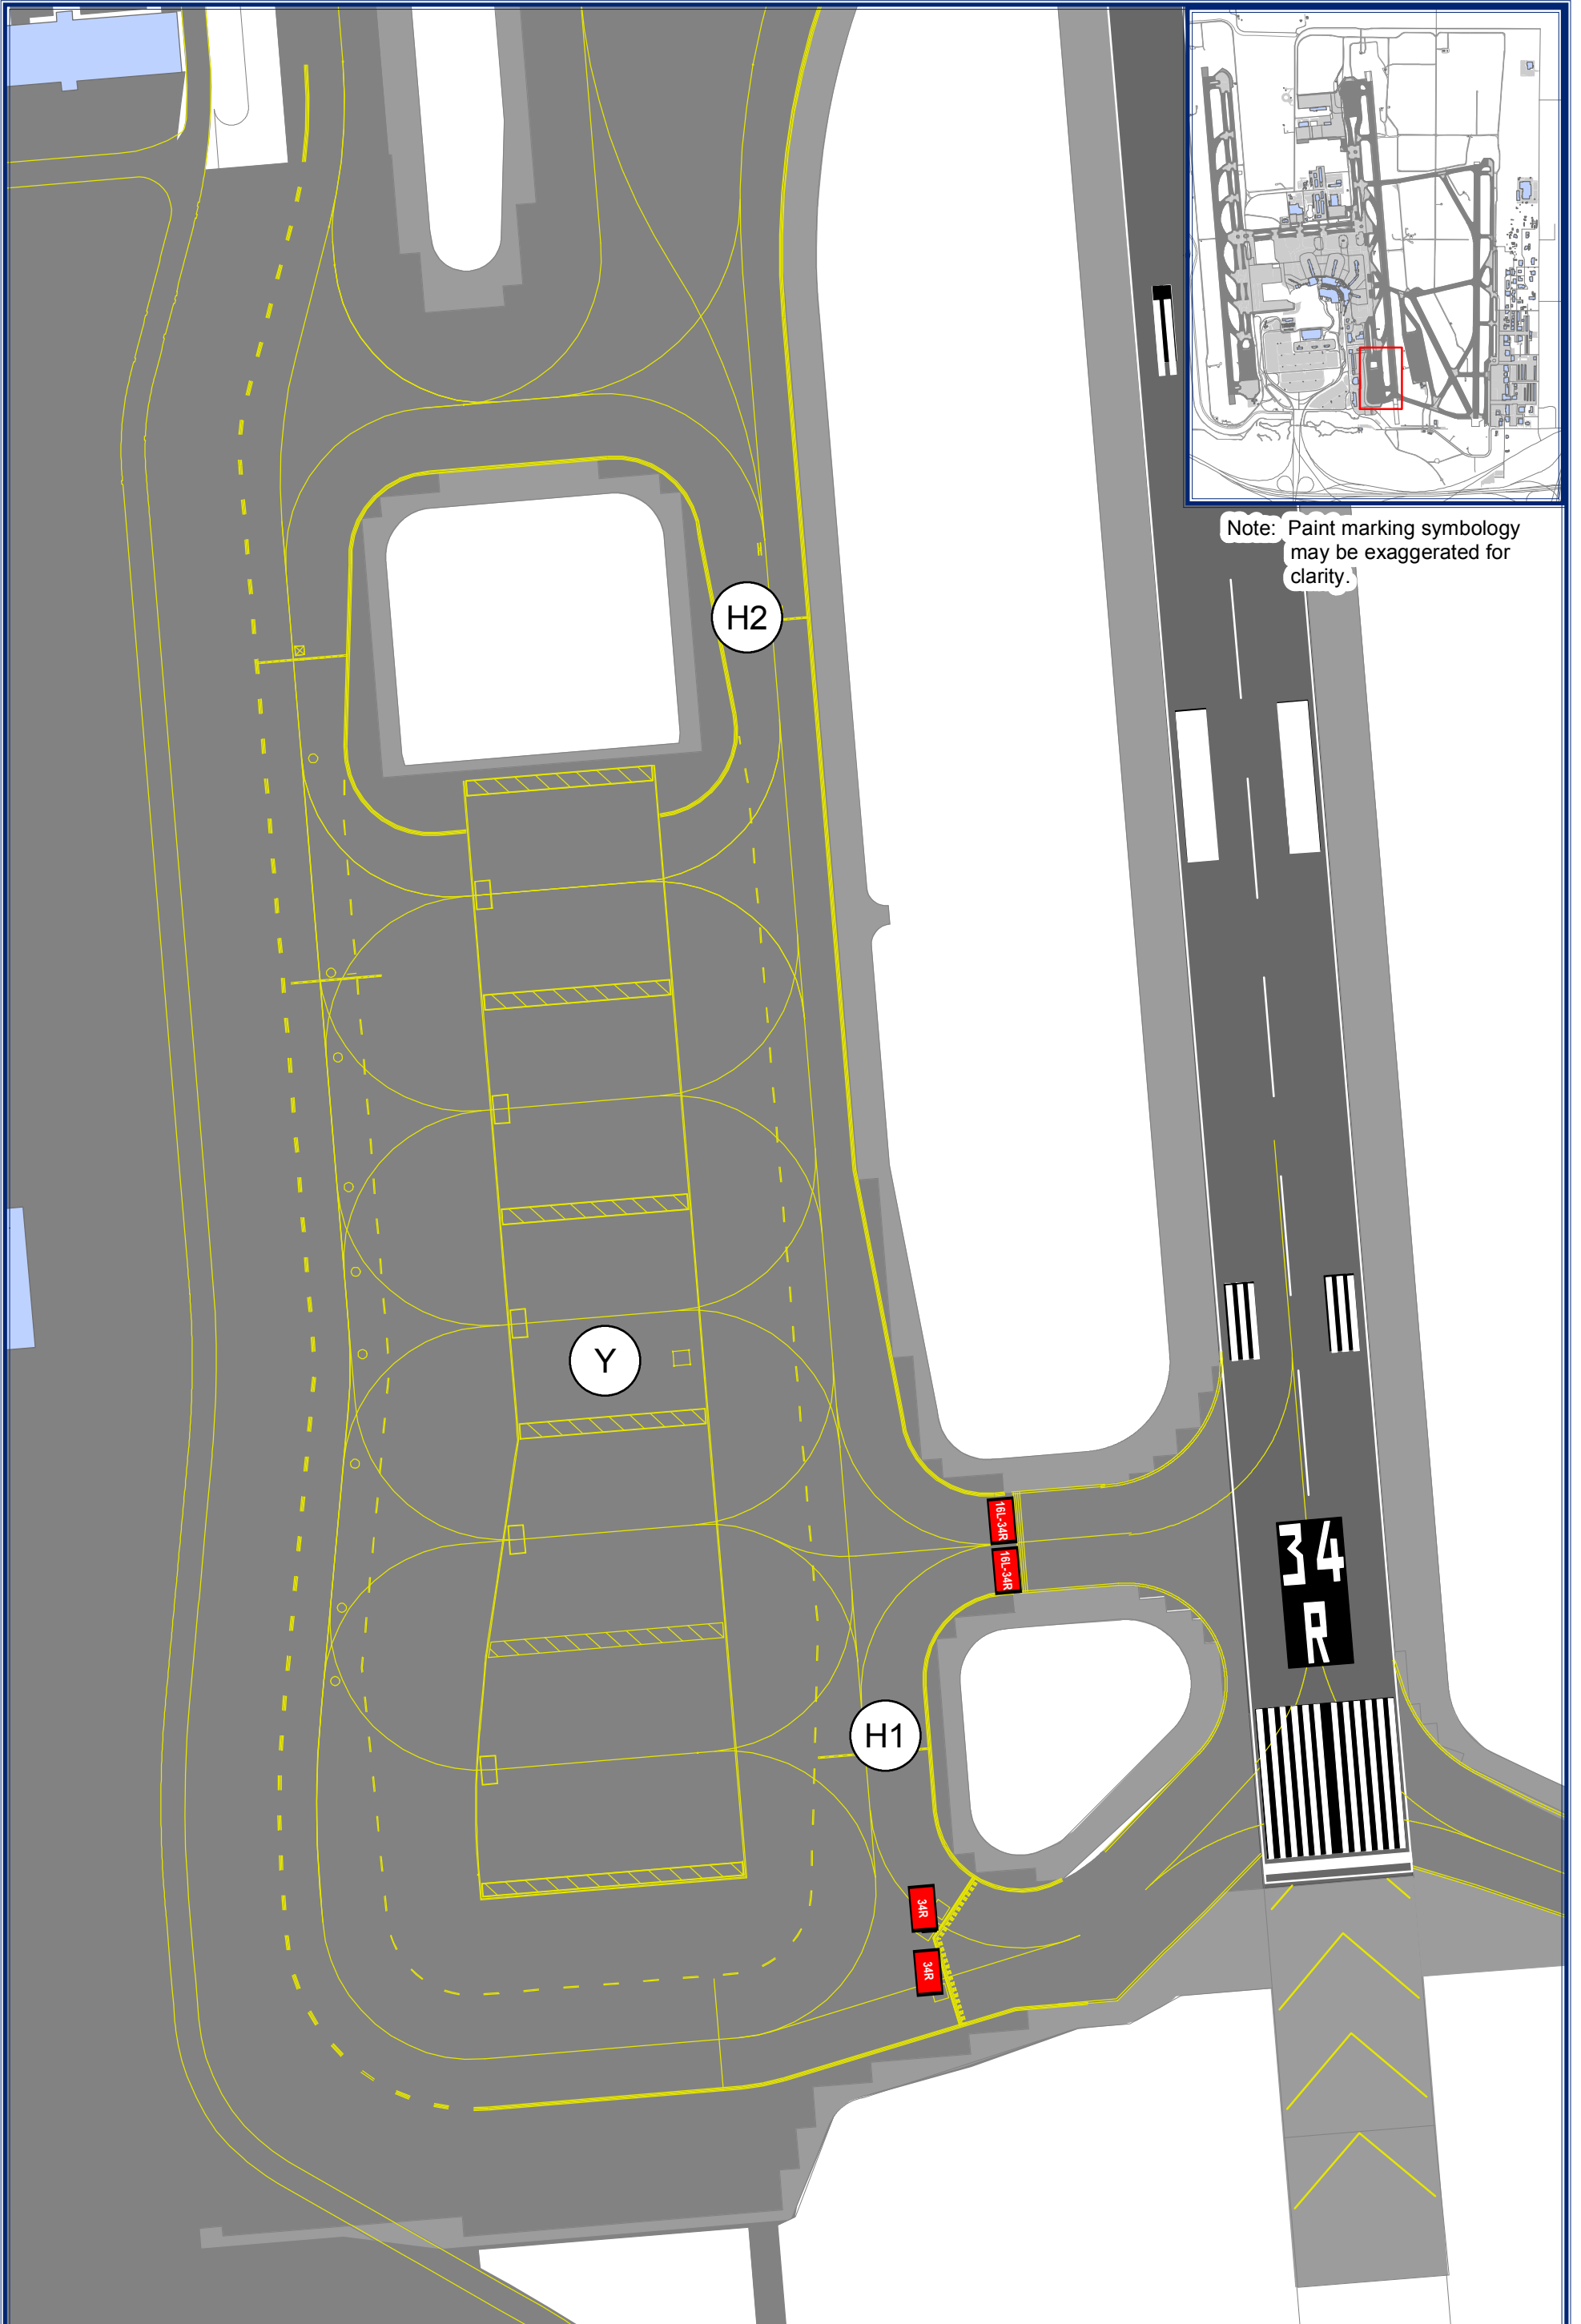 Note: Paint marking symbology
may be exaggerated for
clarity.
H2
Y
16L-34R
16L-34R
34
R
H1
34R
34R